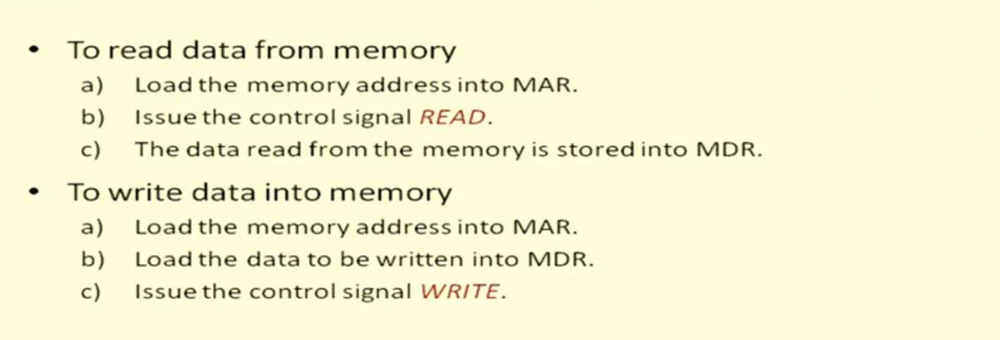 • To read data from memory
a) Load the memory address into MAR.
b) Issue the control signal READ.
c) The data read from the memory is stored into MDR.
• To write data into memory
a) Load the memory address into MAR.
b) Load the data to be written into MDR.
c) Issue the control signal WRITE.